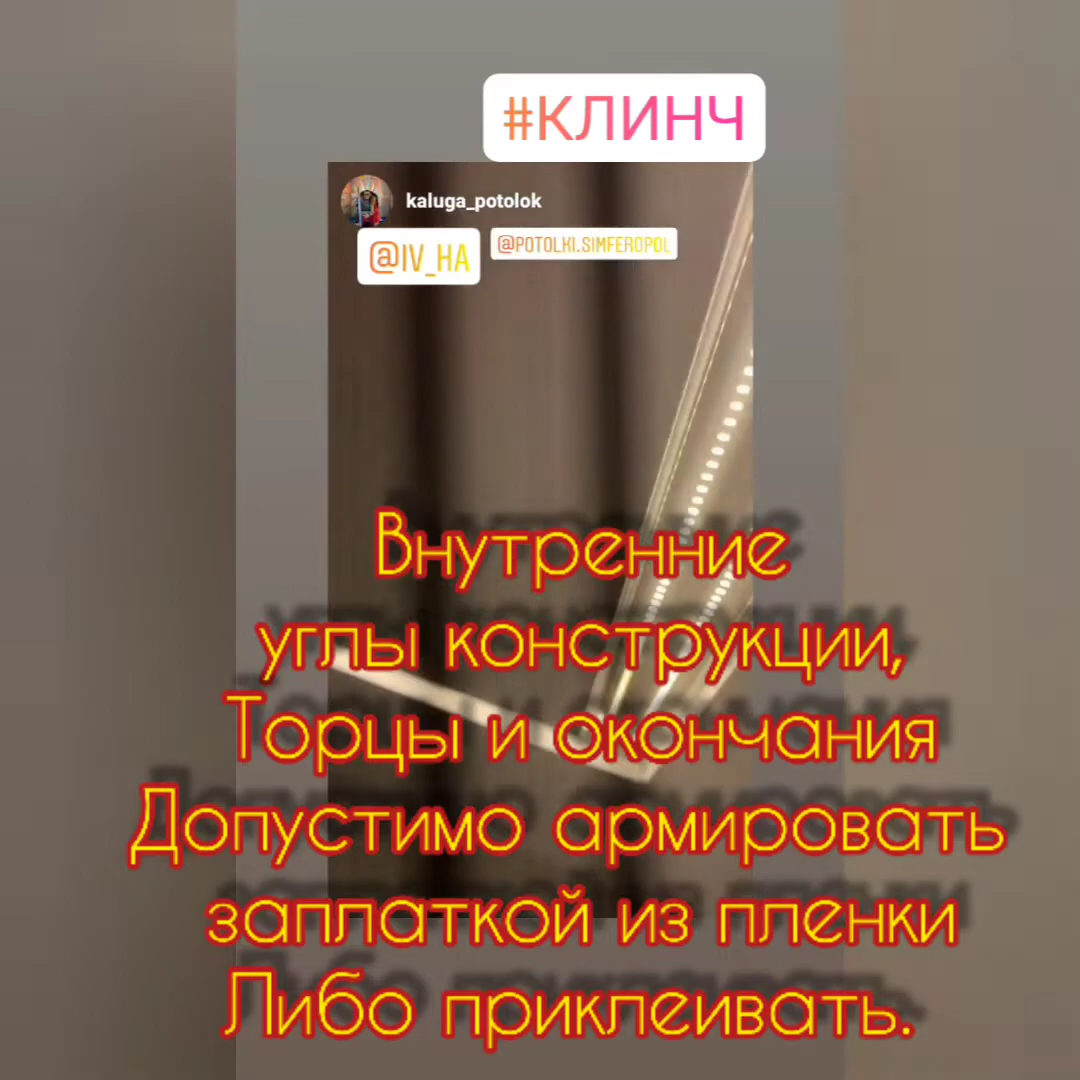 #КЛИНЧ
kaluga_potolok
@IV_HA @POTOLKI.SIMFEROPOL
Внутренние
углы конструкции,
Торцы и окончания
Допустимо армировать
заплаткой из пленки
Либо приклеивать.